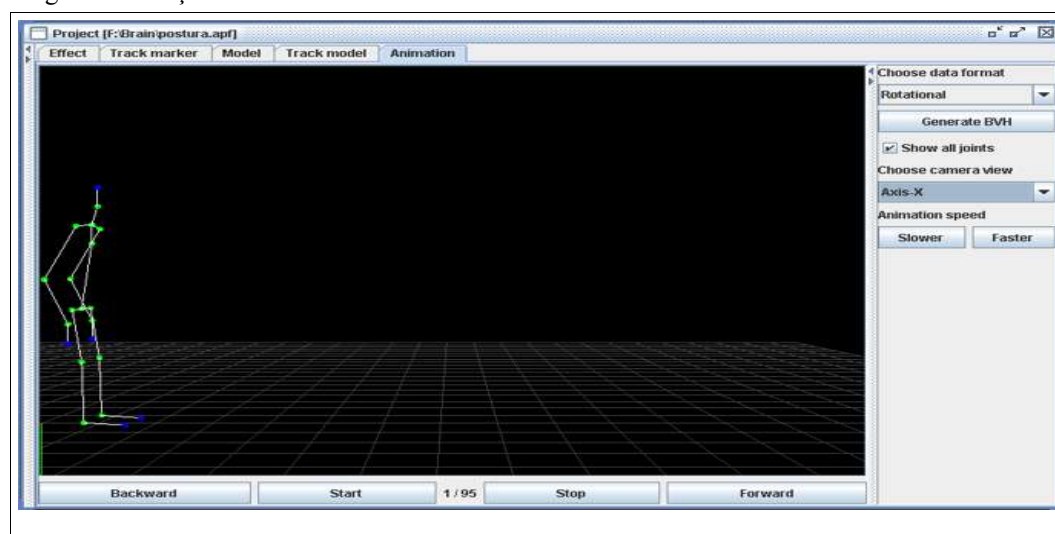 Project [F:\Brain\postura.apf]
Effect Track marker Model Track model Animation
Choose data format
Rotational
Generate BVH
Show all joints
Choose camera view
Axis-X
Animation speed
Slower Faster
Backward Start 1 / 95 Stop Forward